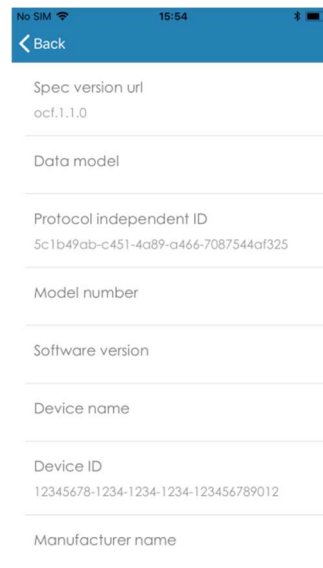 No SIM 15:54
Back
Spec version url
ocf.1.1.0
Data model
Protocol independent ID
5c1b49ab-c451-4a89-a466-7087544af325
Model number
Software version
Device name
Device ID
12345678-1234-1234-1234-123456789012
Manufacturer name